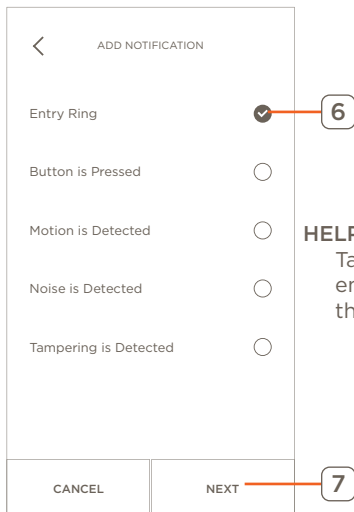 ADD NOTIFICATION
Entry Ring
6
Button is Pressed
Motion is Detected
HELP
Noise is Detected
Tampering is Detected
CANCEL
NEXT
7